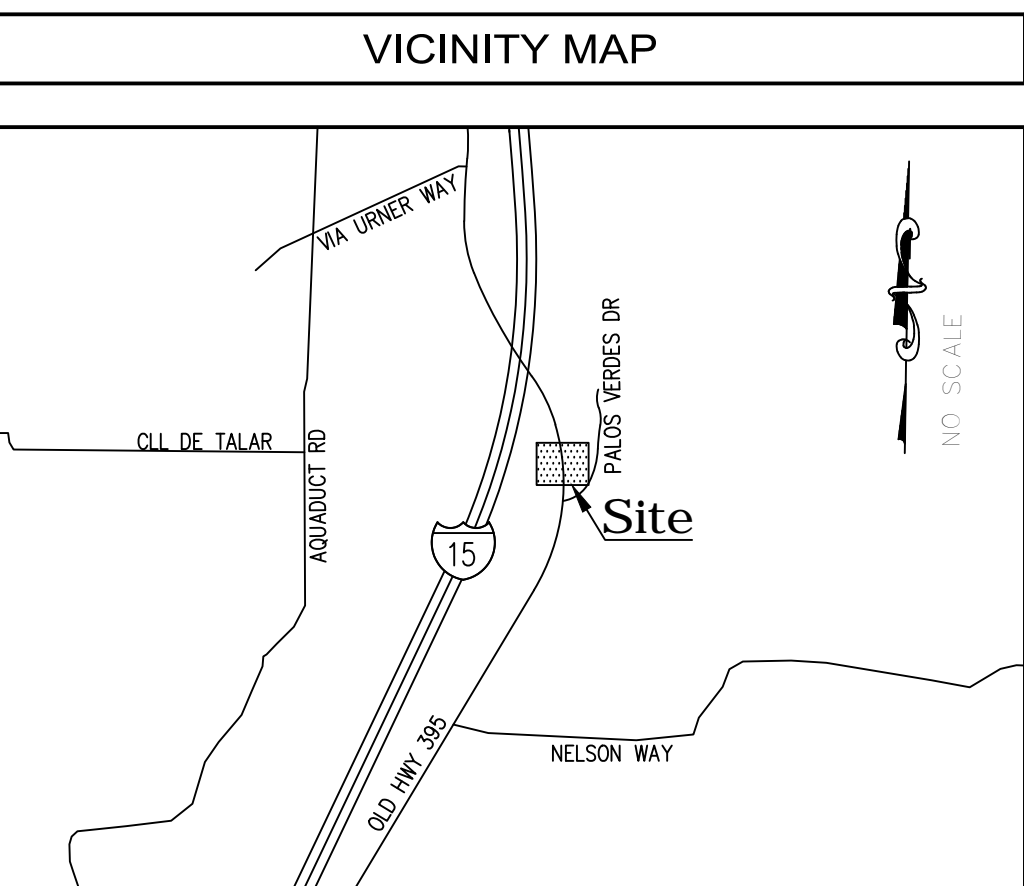 VICINITY MAP
VIA URNER WAY
PALOS VERDES DR
NO SCALE
CLL DE TALAR
AQUADUCT RD
Site
15
OLD HWY 395
NELSON WAY